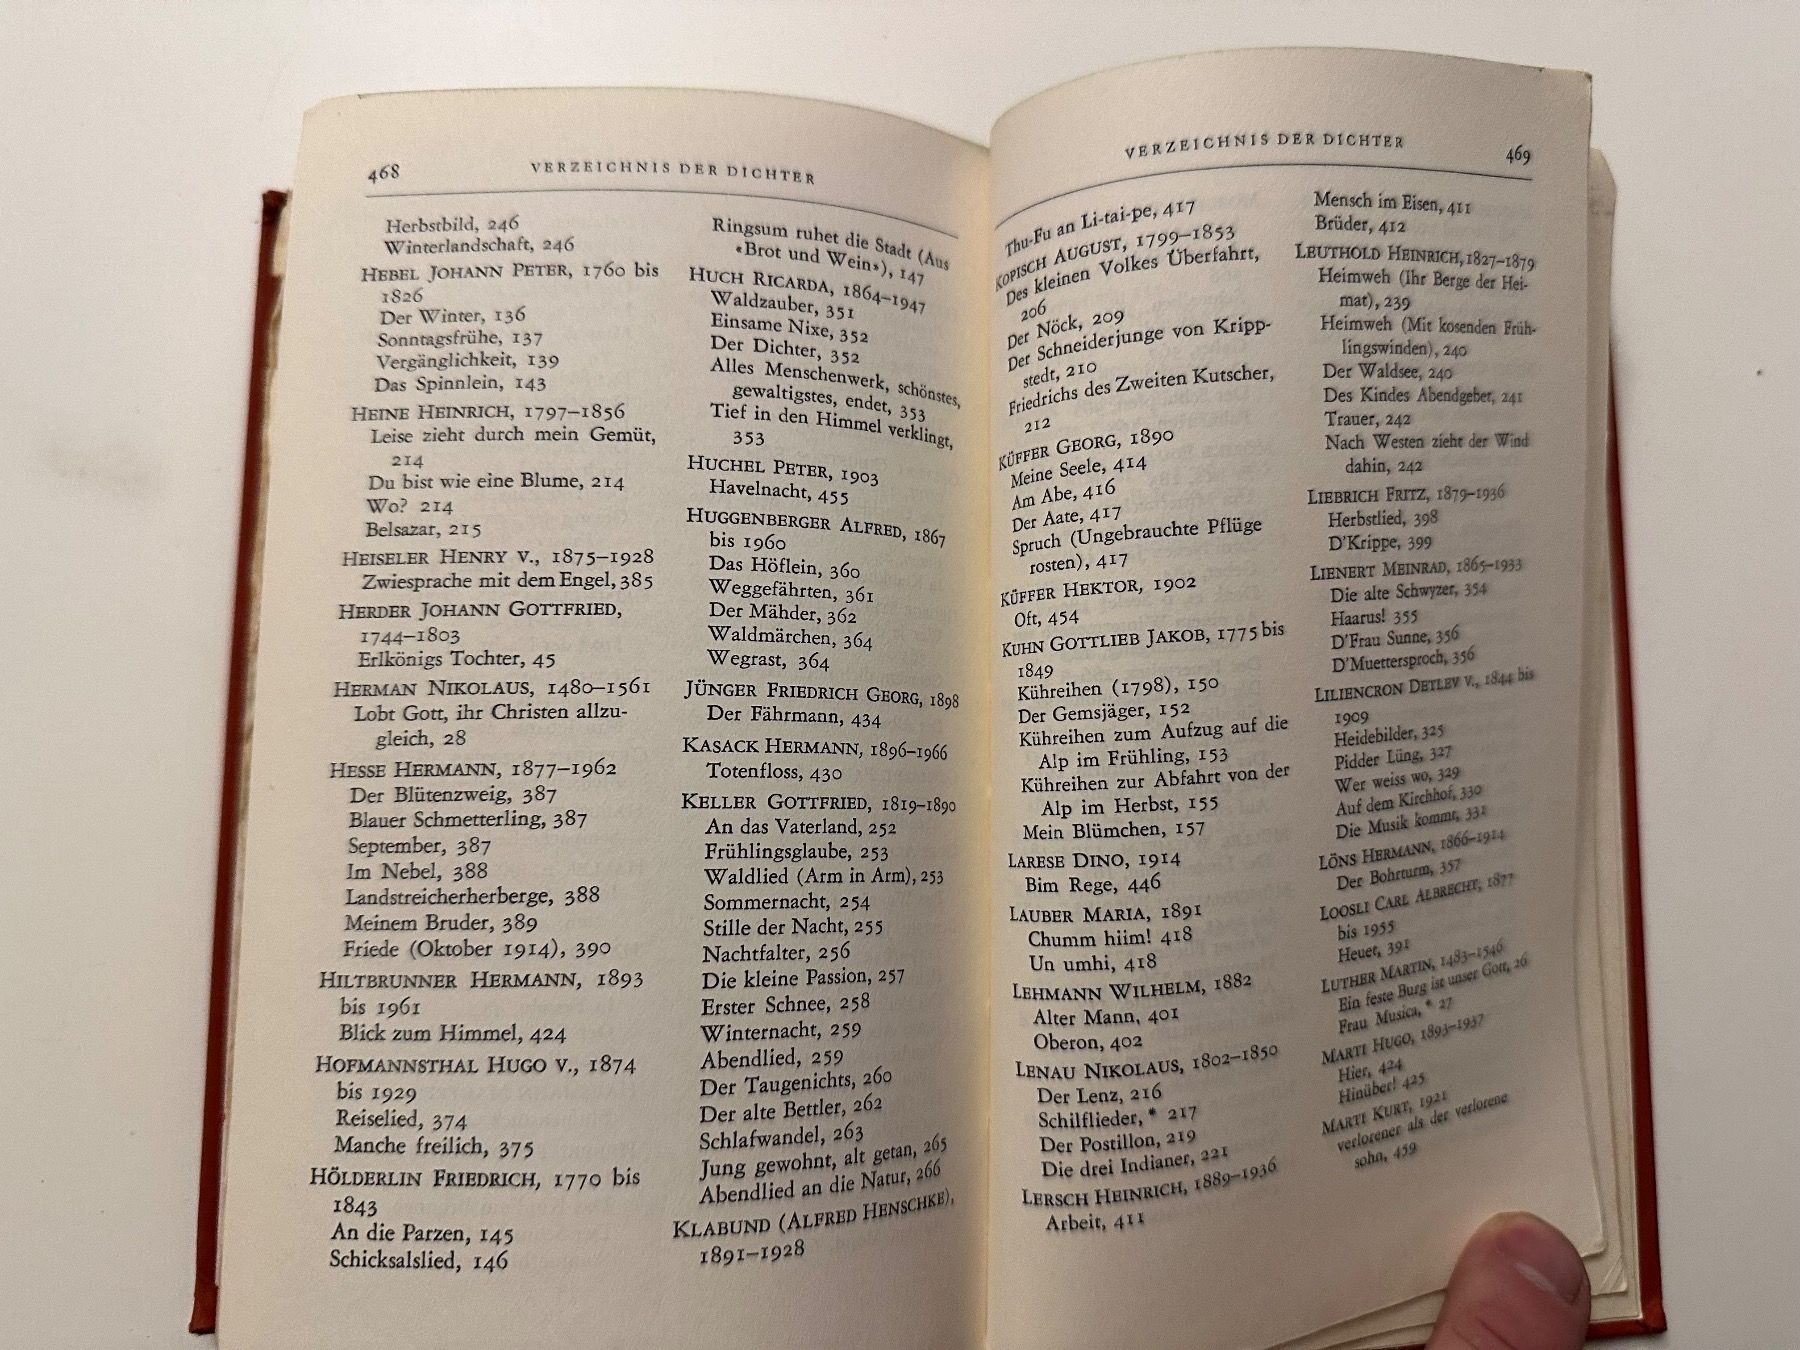 468
VERZEICHNIS DER DICHTER
Herbstbild, 246
Winterlandschaft, 246
HEBEL JOHANN PETER, 1760 bis
1826
Der Winter, 136
Sonntagsfrühe, 137
Vergänglichkeit, 139
Das Spinnlein, 143
HEINE HEINRICH, 1797–1856
Leise zieht durch mein Gemüt,
214
Du bist wie eine Blume, 214
Wo? 214
Belsazar, 215
HEISELER HENRY V., 1875–1928
Zwiesprache mit dem Engel, 385
HERDER JOHANN GOTTFRIED,
1744–1803
Erlkönigs Tochter, 45
HERMAN NIKOLAUS, 1480–1561
Lobt Gott, ihr Christen allzu-
gleich, 28
HESSE HERMANN, 1877–1962
Der Blütenzweig, 387
Blauer Schmetterling, 387
September, 387
Im Nebel, 388
Landstreicherherberge, 388
Meinem Bruder, 389
Friede (Oktober 1914), 390
HILTBRUNNER HERMANN, 1893
bis 1961
Blick zum Himmel, 424
HOFMANNSTHAL HUGO V., 1874
bis 1929
Reiselied, 374
Manche freilich, 375
HÖLDERLIN FRIEDRICH, 1770 bis
1843
An die Parzen, 145
Schicksalslied, 146
Ringsum ruhet die Stadt (Aus
«Brot und Wein»), 147
HUCH RICARDA, 1864–1947
Waldzauber, 351
Einsame Nixe, 352
Der Dichter, 352
Alles Menschenwerk, schönstes,
gewaltigstes, endet, 353
Tief in den Himmel verklingt,
353
HUCHEL PETER, 1903
Havelnacht, 455
HUGGENBERGER ALFRED, 1867
bis 1960
Das Höflein, 360
Weggefährten, 361
Der Mähder, 362
Waldmärchen, 364
Wegrast, 364
JÜNGER FRIEDRICH GEORG, 1898
Der Fährmann, 434
KASACK HERMANN, 1896–1966
Totenfloss, 430
KELLER GOTTFRIED, 1819–1890
An das Vaterland, 252
Frühlingsglaube, 253
Waldlied (Arm in Arm), 253
Sommernacht, 254
Stille der Nacht, 255
Nachtfalter, 256
Die kleine Passion, 257
Erster Schnee, 258
Winternacht, 259
Abendlied, 259
Der Taugenichts, 260
Der alte Bettler, 262
Schlafwandel, 263
Jung gewohnt, alt getan, 265
Abendlied an die Natur, 266
KLABUND (ALFRED HENSCHKE),
1891–1928
VERZEICHNIS DER DICHTER
469
Thu-Fu an Li-tai-pe, 417
KOPISCH AUGUST, 1799–1853
Des kleinen Volkes Überfahrt,
206
Der Nöck, 209
Der Schneiderjunge von Kripp-
stedt, 210
Friedrichs des Zweiten Kutscher,
212
KÜFFER GEORG, 1890
Meine Seele, 414
Am Abe, 416
Der Aate, 417
Spruch (Ungebrauchte Pflüge
rosten), 417
KÜFFER HEKTOR, 1902
Oft, 454
KUHN GOTTLIEB JAKOB, 1775 bis
1849
Kühreihen (1798), 150
Der Gemsjäger, 152
Kühreihen zum Aufzug auf die
Alp im Frühling, 153
Kühreihen zur Abfahrt von der
Alp im Herbst, 155
Mein Blümchen, 157
LARESE DINO, 1914
Bim Rege, 446
LAUBER MARIA, 1891
Chumm hiim! 418
Un umhi, 418
LEHMANN WILHELM, 1882
Alter Mann, 401
Oberon, 402
LENAU NIKOLAUS, 1802–1850
Der Lenz, 216
Schilflieder, * 217
Der Postillon, 219
Die drei Indianer, 221
LERSCH HEINRICH, 1889–1936
Arbeit, 411
Mensch im Eisen, 411
Brüder, 412
LEUTHOLD HEINRICH, 1827–1879
Heimweh (Ihr Berge der Hei-
mat), 239
Heimweh (Mit kosenden Früh-
lingswinden), 240
Der Waldsee, 240
Des Kindes Abendgebet, 241
Trauer, 242
Nach Westen zieht der Wind
dahin, 242
LIEBRICH FRITZ, 1879–1936
Herbstlied, 398
D'Krippe, 399
LIENERT MEINRAD, 1865–1933
Die alte Schwyzer, 354
Haarus! 355
D'Frau Sunne, 356
D'Muettersproch, 356
LILIENCRON DETLEV V., 1844 bis
1909
Heidebilder, 325
Pidder Lüng, 327
Wer weiss wo, 329
Auf dem Kirchhof, 330
Die Musik kommt, 331
LÖNS HERMANN, 1866–1914
Der Bohrturm, 357
LOOSLI CARL ALBRECHT, 1877
bis 1955
Heuet, 391
LUTHER MARTIN, 1483–1546
Ein feste Burg ist unser Gott, 26
Frau Musica, * 27
MARTI HUGO, 1893–1937
Hier, 424
Hinüber! 425
MARTI KURT, 1921
verlorener als der verlorene
sohn, 459